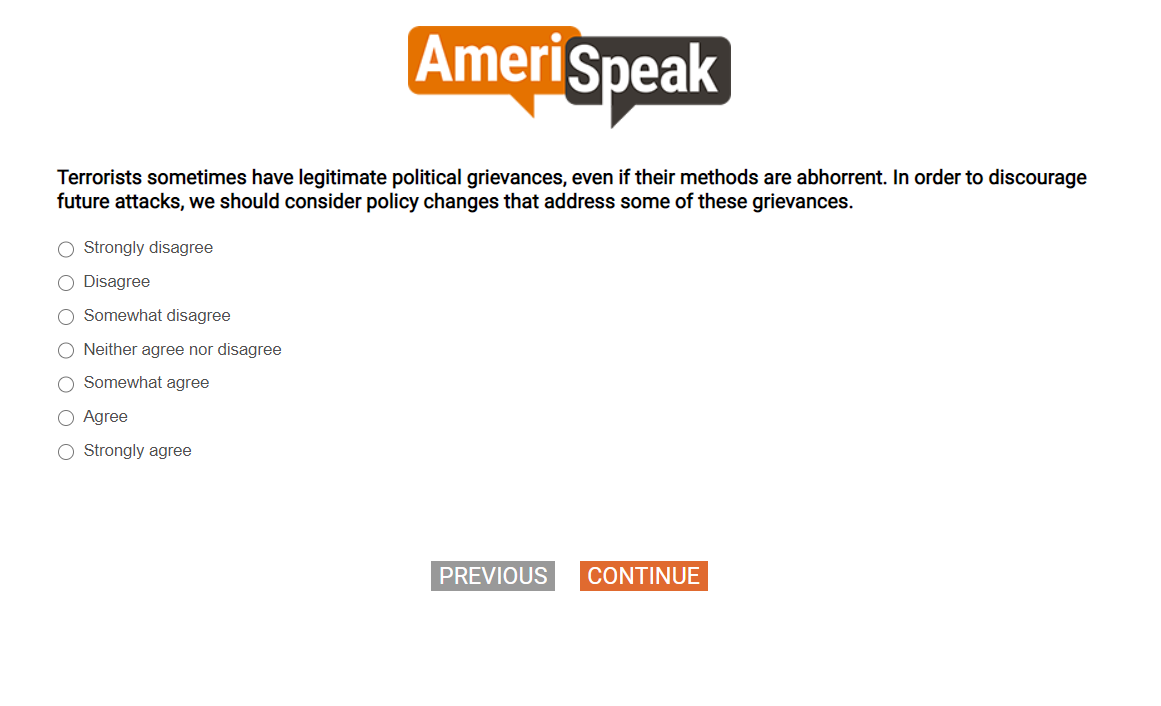 AmeriSpeak
Terrorists sometimes have legitimate political grievances, even if their methods are abhorrent. In order to discourage
future attacks, we should consider policy changes that address some of these grievances.
Strongly disagree
Disagree
Somewhat disagree
Neither agree nor disagree
Somewhat agree
Agree
Strongly agree
PREVIOUS CONTINUE